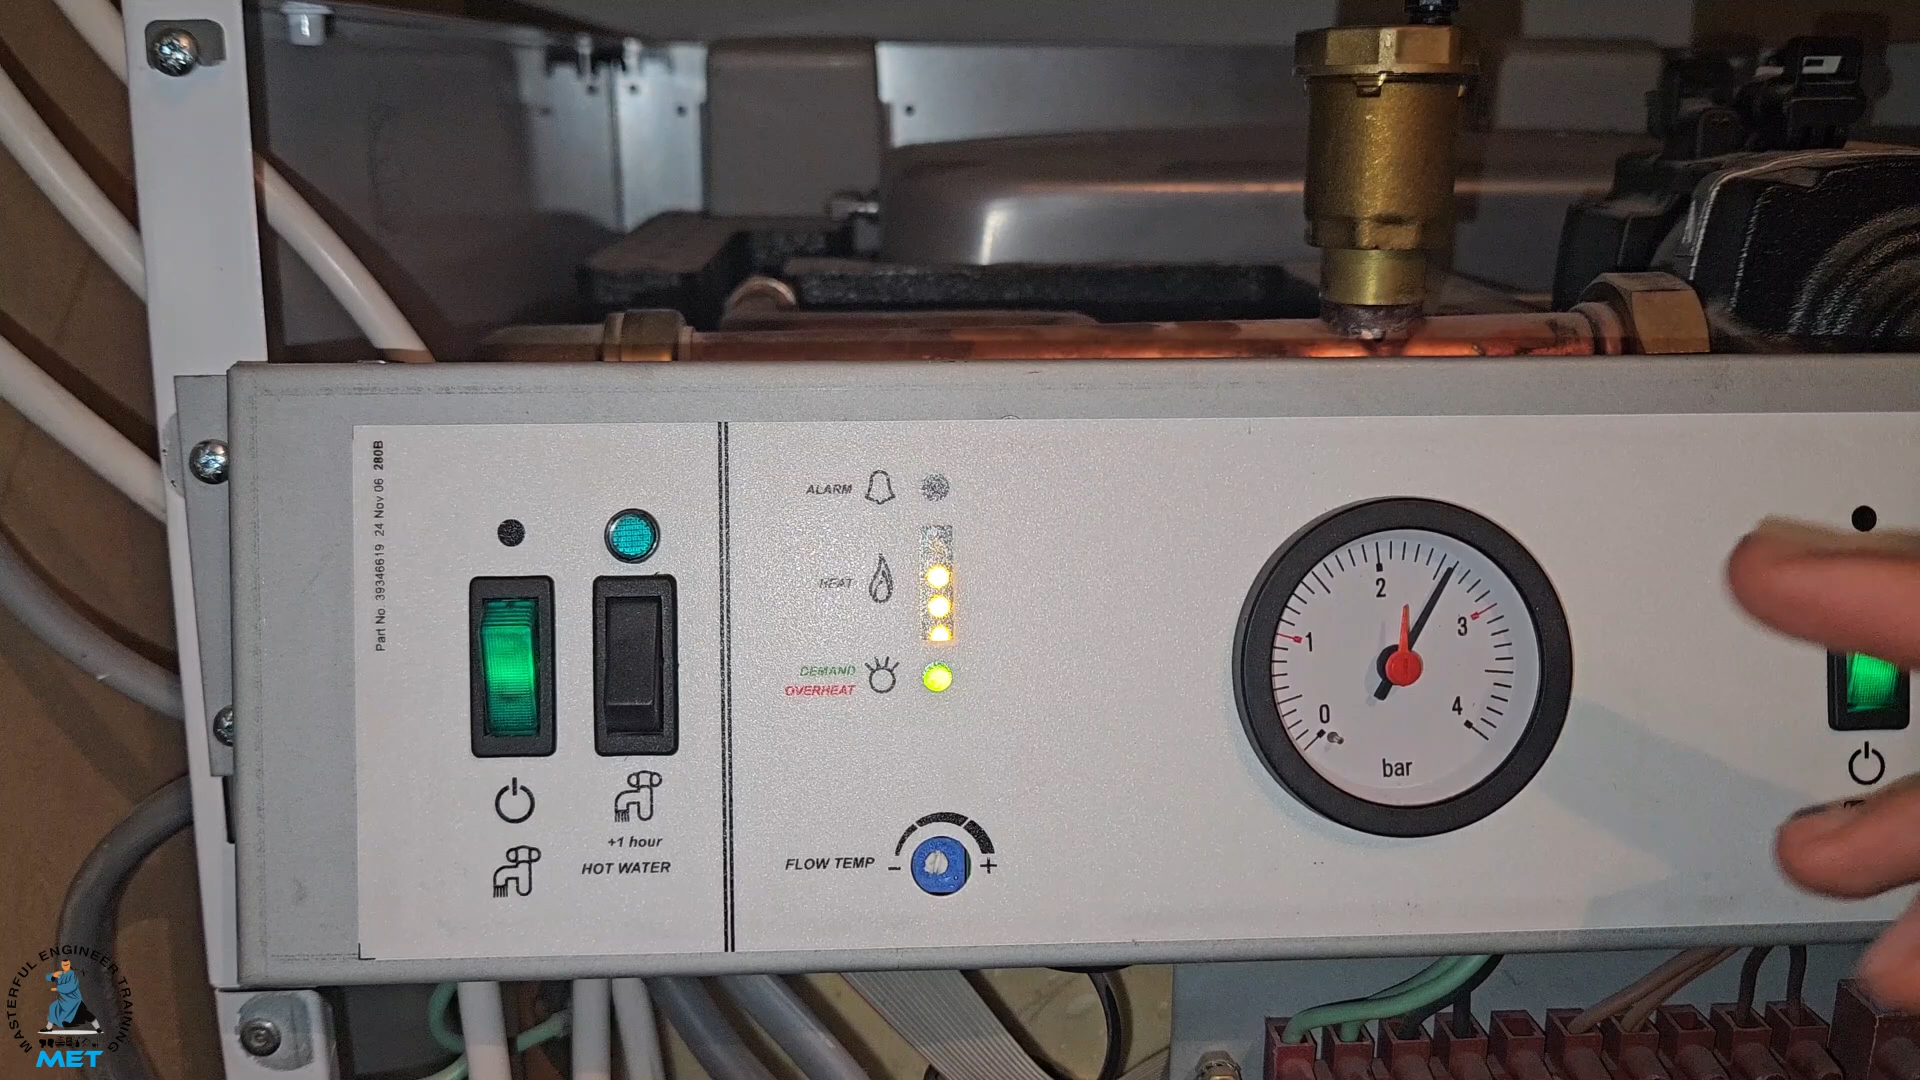 Part No 39346619 24 Nov 06 280B
ALARM
HEAT
DEMAND
OVERHEAT
+1 hour
HOT WATER
FLOW TEMP
- +
0
1
2
3
4
bar
MASTERFUL ENGINEER TRAINING
MET